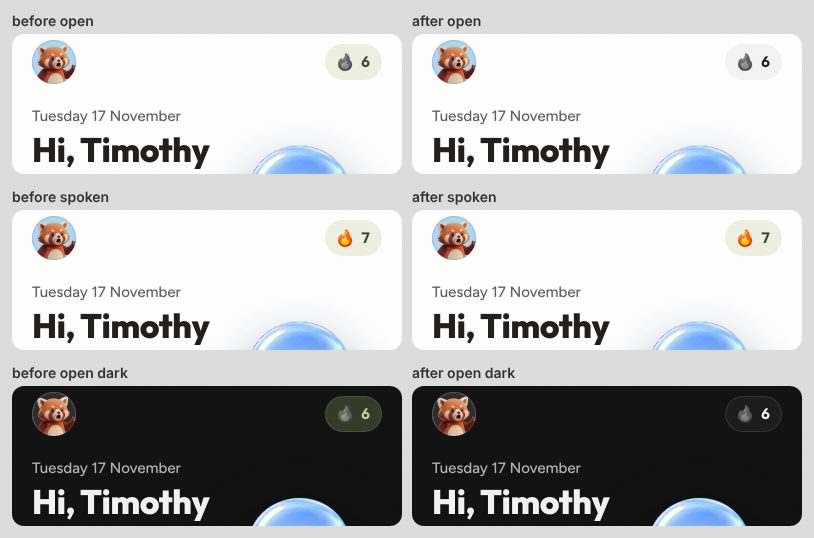 before open
6
Tuesday 17 November
Hi, Timothy
after open
6
Tuesday 17 November
Hi, Timothy
before spoken
7
Tuesday 17 November
Hi, Timothy
after spoken
7
Tuesday 17 November
Hi, Timothy
before open dark
6
Tuesday 17 November
Hi, Timothy
after open dark
6
Tuesday 17 November
Hi, Timothy